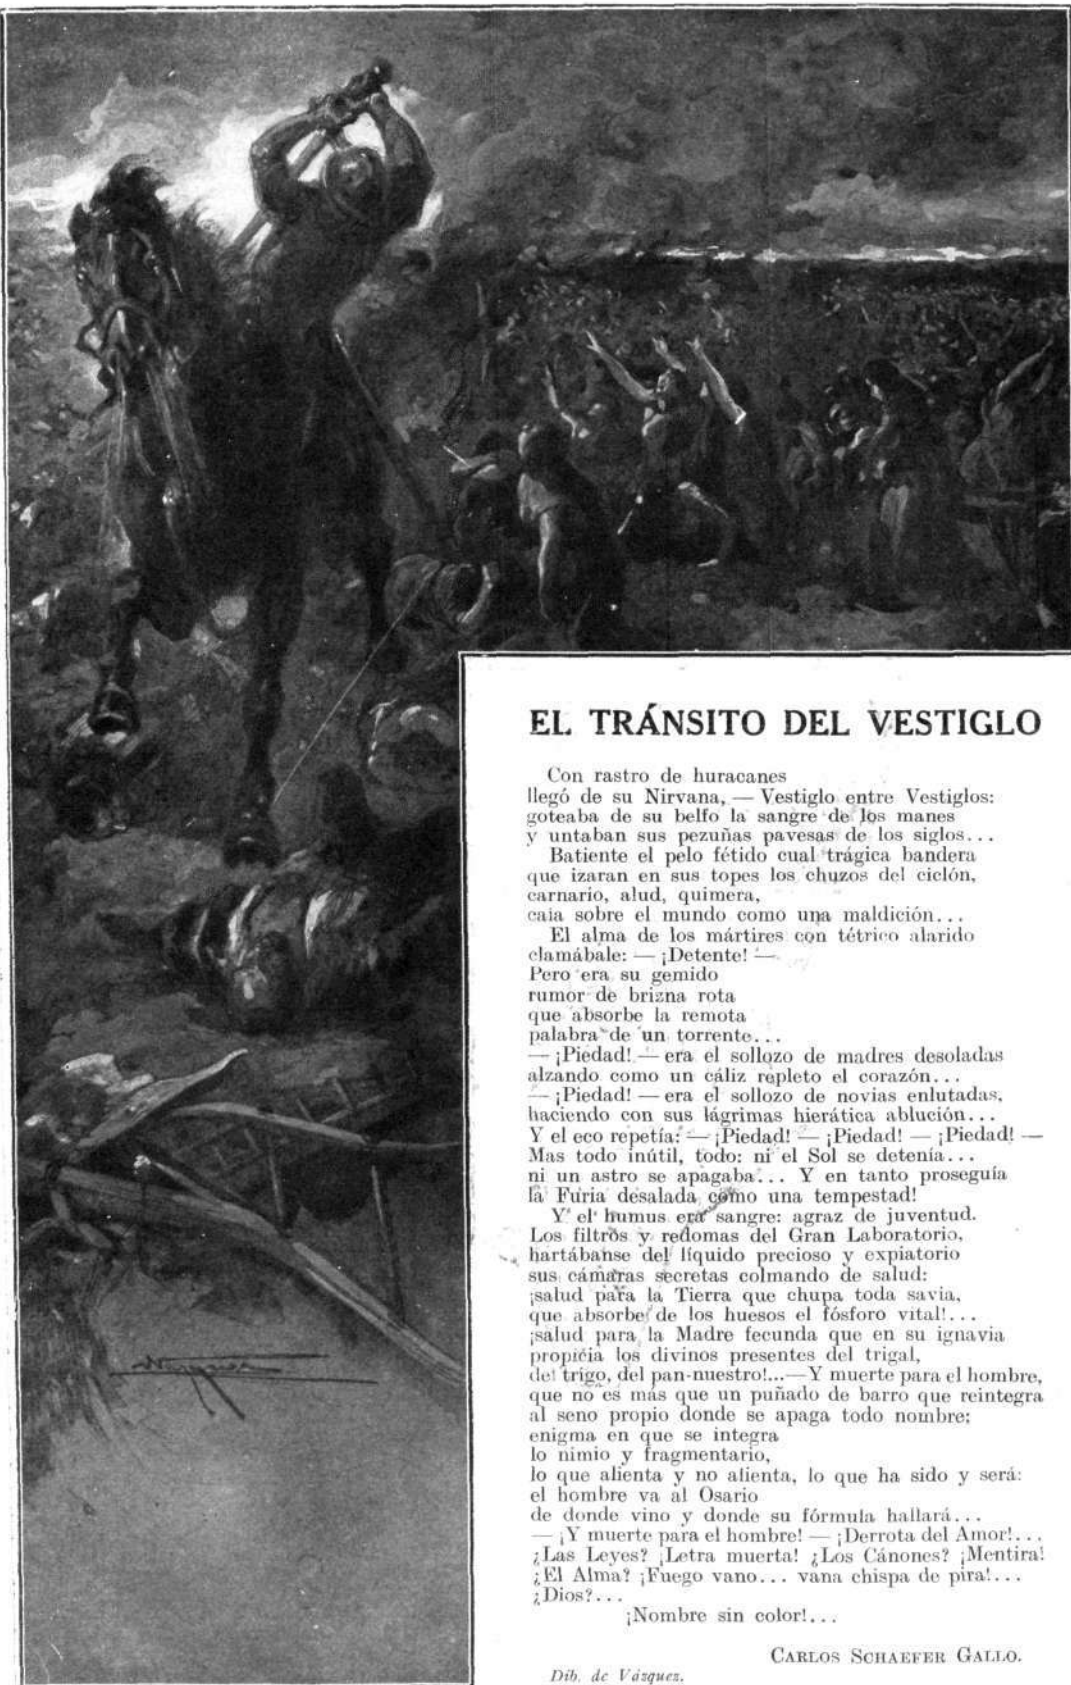 EL TRÁNSITO DEL VESTIGLO
Con rastro de huracanes
llegó de su Nirvana, — Vestiglo entre Vestiglos:
goteaba de su belfo la sangre de los manes
y untaban sus pezuñas pavesas de los siglos...
Batiente el pelo fétido cual trágica bandera
que izaran en sus topes los chuzos del ciclón,
carnario, alud, quimera,
caia sobre el mundo como una maldición...
El alma de los mártires con tétrico alarido
clamábale: — ¡Detente! —
Pero era su gemido
rumor de brizna rota
que absorbe la remota
palabra de un torrente...
— ¡Piedad! — era el sollozo de madres desoladas
alzando como un cáliz repleto el corazón...
— ¡Piedad! — era el sollozo de novias enlutadas,
haciendo con sus lágrimas hierática ablución...
Y el eco repetía: — ¡Piedad! — ¡Piedad! — ¡Piedad! —
Mas todo inútil, todo: ni el Sol se detenía...
ni un astro se apagaba... Y en tanto proseguía
la Furia desalada como una tempestad!
Y el humus era sangre: agraz de juventud.
Los filtros y redomas del Gran Laboratorio,
hartábanse del líquido precioso y expiatorio
sus cámaras secretas colmando de salud:
¡salud para la Tierra que chupa toda savia,
que absorbe de los huesos el fósforo vital!...
¡salud para la Madre fecunda que en su ignavia
propicia los divinos presentes del trigal,
del trigo, del pan-nuestro!...—Y muerte para el hombre,
que no es más que un puñado de barro que reintegra
al seno propio donde se apaga todo nombre;
enigma en que se integra
lo nimio y fragmentario,
lo que alienta y no alienta, lo que ha sido y será:
el hombre va al Osario
de donde vino y donde su fórmula hallará...
— ¡Y muerte para el hombre! — ¡Derrota del Amor!...
¿Las Leyes? ¡Letra muerta! ¿Los Cánones? ¡Mentira!
¿El Alma? ¡Fuego vano... vana chispa de pira!...
¿Dios?...
¡Nombre sin color!...
CARLOS SCHAEFER GALLO.
Dib. de Vázquez.